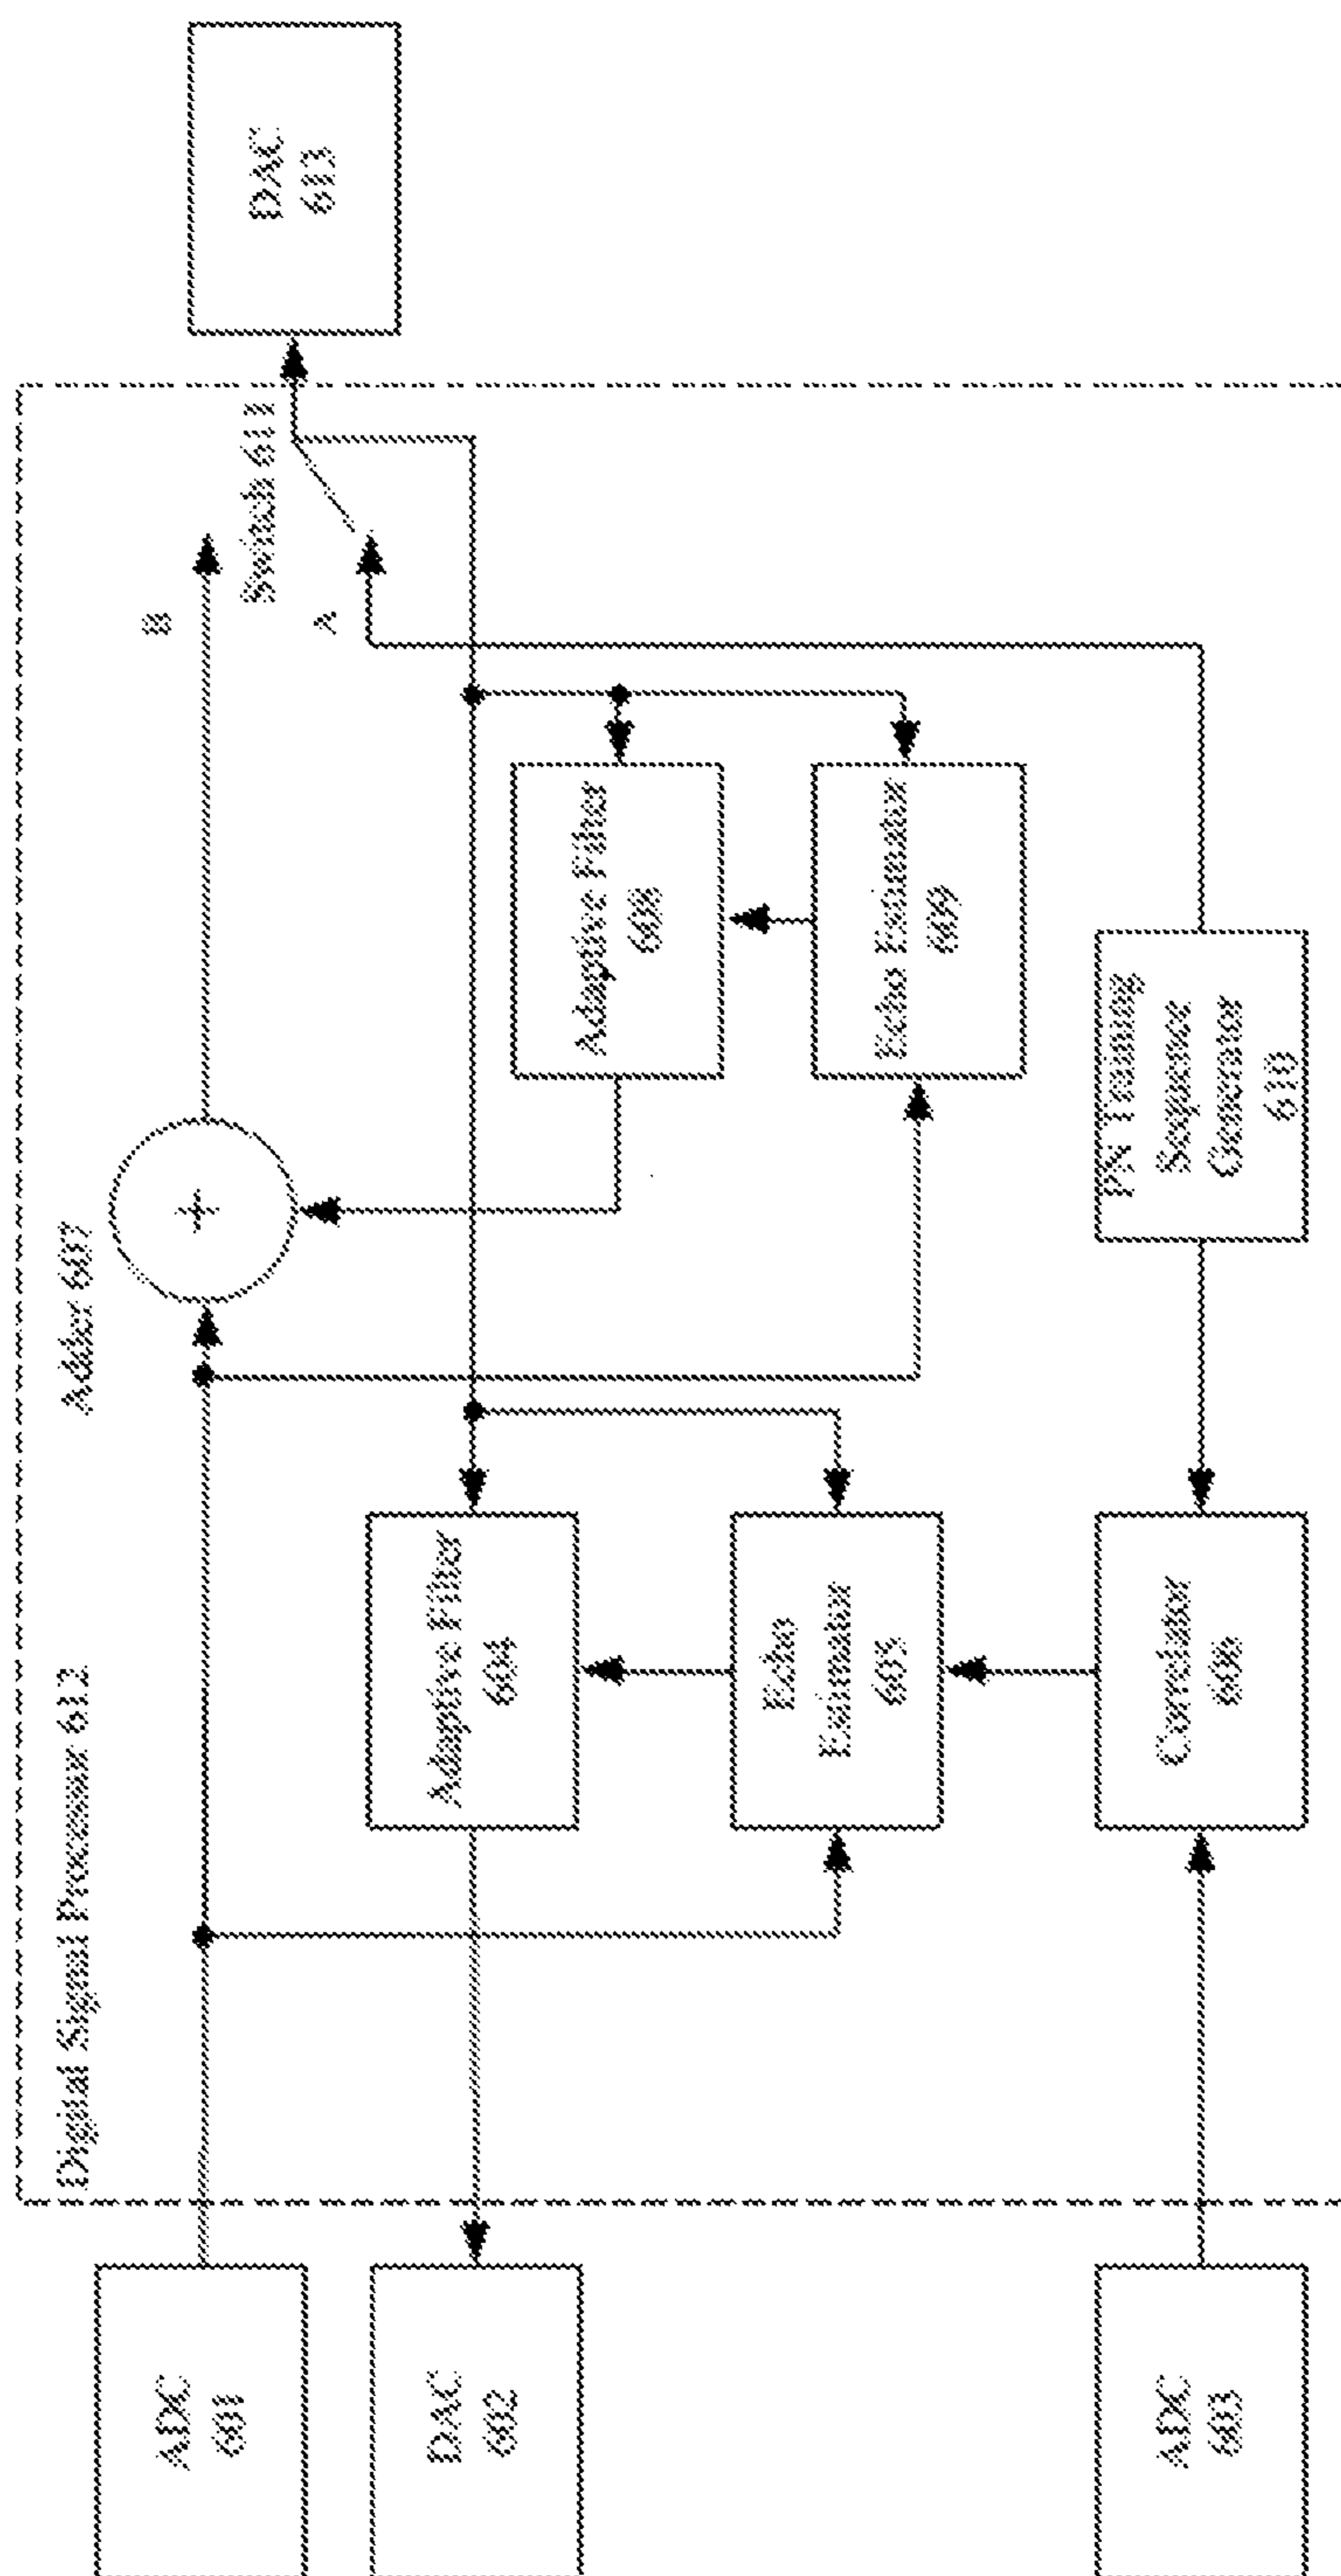 Digital Signal Processor 612
Adder 607
+
B
Switch 611
A
ADC
601
DAC
602
ADC
603
Adaptive Filter
604
Echo
Estimator
605
Correlator
606
Adaptive Filter
608
Echo Estimator
609
PN Training
Sequence
Generator
610
DAC
613